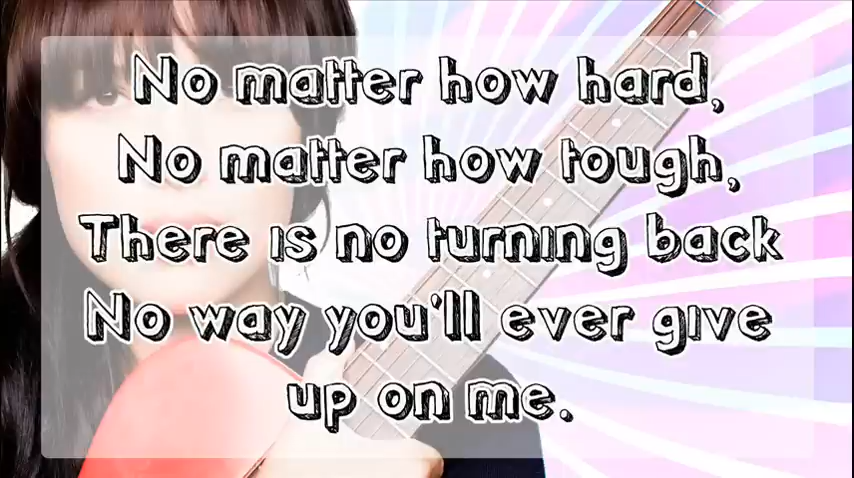 No matter how hard,
No matter how tough,
There is no turning back
No way you'll ever give
up on me.